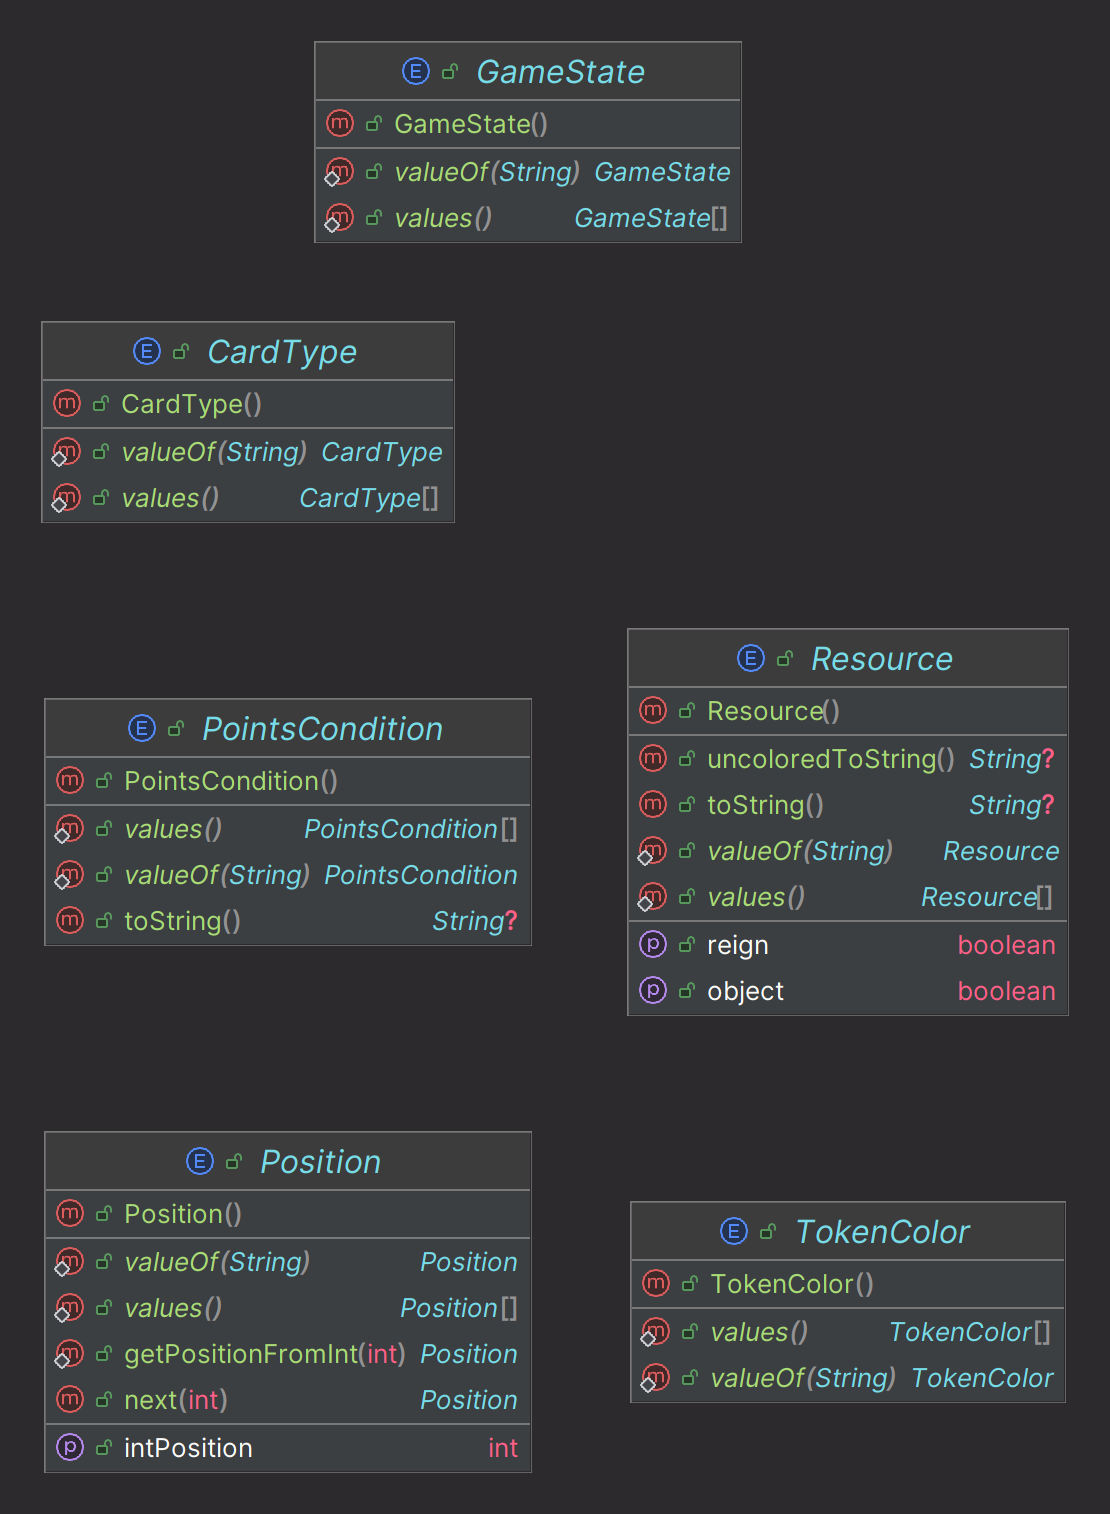 GameState
GameState()
valueOf(String) GameState
values() GameState[]
CardType
CardType()
valueOf(String) CardType
values() CardType[]
PointsCondition
PointsCondition()
values() PointsCondition[]
valueOf(String) PointsCondition
toString() String?
Resource
Resource()
uncoloredToString() String?
toString() String?
valueOf(String) Resource
values() Resource[]
reign boolean
object boolean
Position
Position()
valueOf(String) Position
values() Position[]
getPositionFromInt(int) Position
next(int) Position
intPosition int
TokenColor
TokenColor()
values() TokenColor[]
valueOf(String) TokenColor